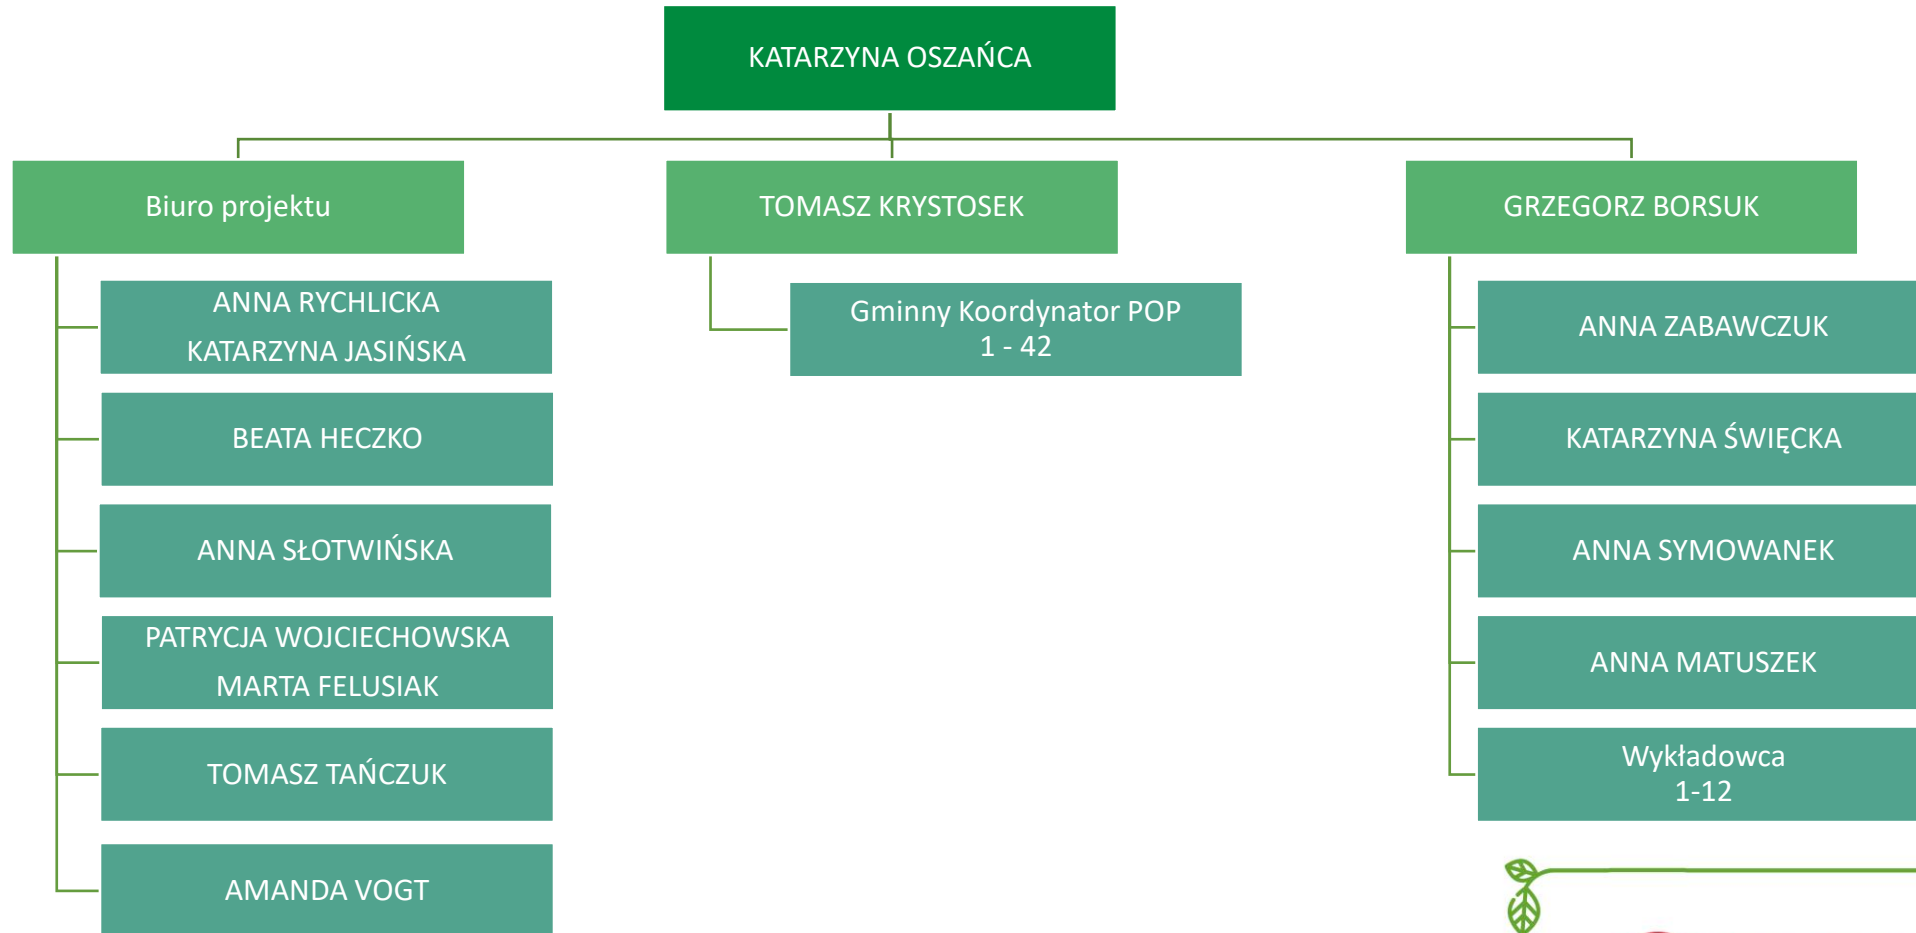 KATARZYNA OSZAŃCA
Biuro projektu
ANNA RYCHLICKA
KATARZYNA JASIŃSKA
BEATA HECZKO
ANNA SŁOTWIŃSKA
PATRYCJA WOJCIECHOWSKA
MARTA FELUSIAK
TOMASZ TAŃCZUK
AMANDA VOGT
TOMASZ KRYSTOSEK
Gminny Koordynator POP
1 - 42
GRZEGORZ BORSUK
ANNA ZABAWCZUK
KATARZYNA ŚWIĘCKA
ANNA SYMOWANEK
ANNA MATUSZEK
Wykładowca
1-12